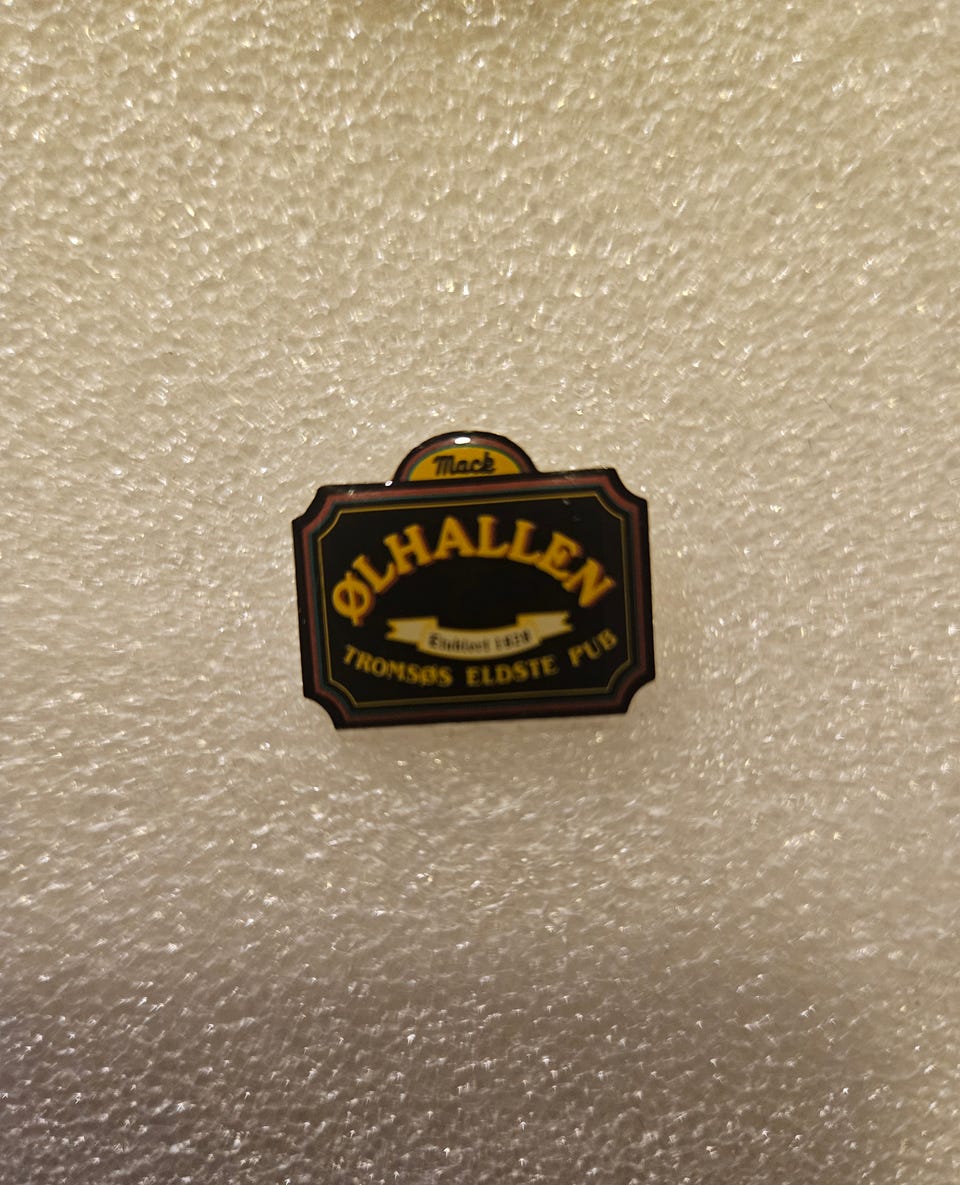 Mack
ØLHALLEN
Etablert 1928
TROMSØS ELDSTE PUB